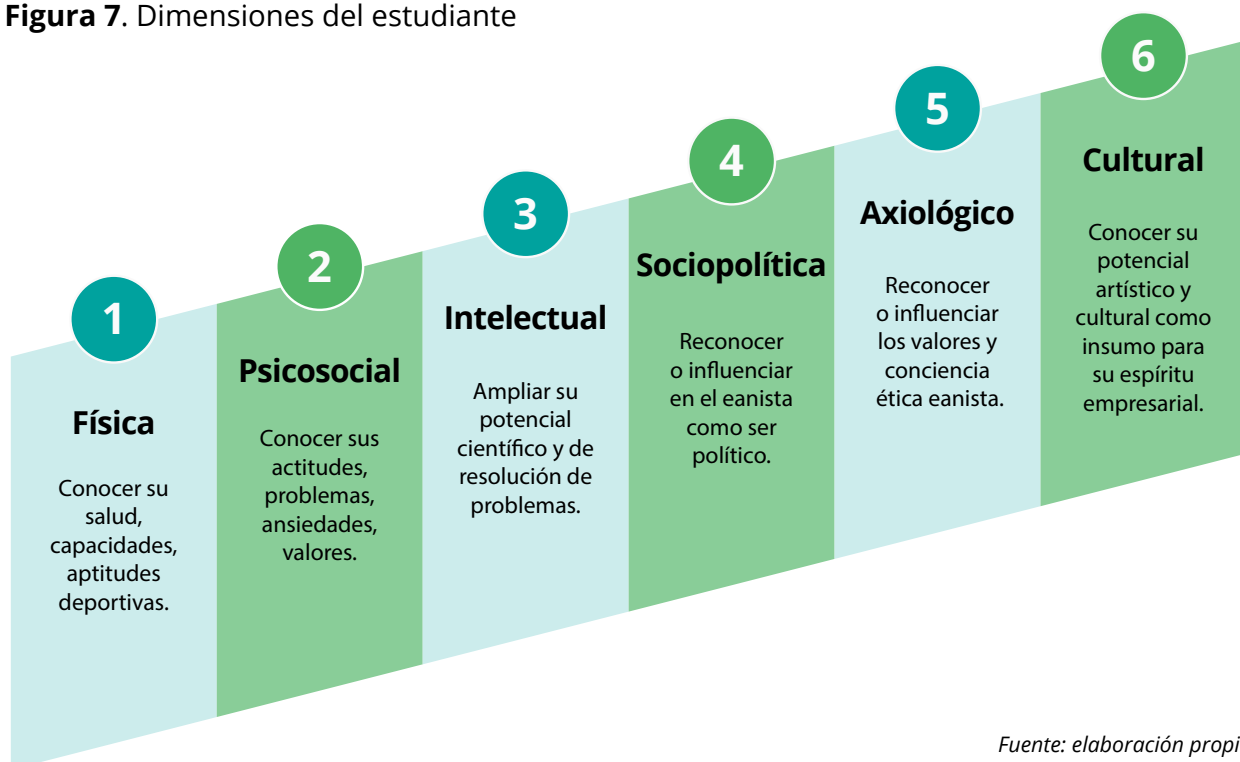 Figura 7. Dimensiones del estudiante
1
Física
Conocer su
salud,
capacidades,
aptitudes
deportivas.
2
Psicosocial
Conocer sus
actitudes,
problemas,
ansiedades,
valores.
3
Intelectual
Ampliar su
potencial
científico y de
resolución de
problemas.
4
Sociopolítica
Reconocer
o influenciar
en el eanista
como ser
político.
5
Axiológico
Reconocer
o influenciar
los valores y
conciencia
ética eanista.
6
Cultural
Conocer su
potencial
artístico y
cultural como
insumo para
su espíritu
empresarial.
Fuente: elaboración propi